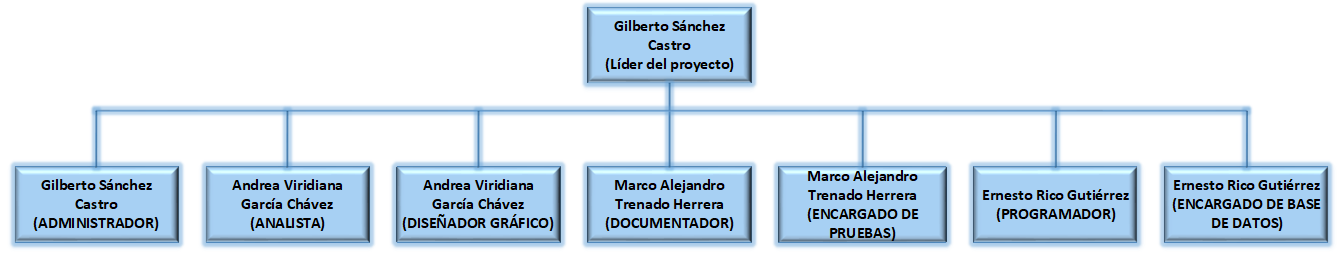 Gilberto Sánchez
Castro
(Líder del proyecto)
Gilberto Sánchez
Castro
(ADMINISTRADOR)
Andrea Viridiana
García Chávez
(ANALISTA)
Andrea Viridiana
García Chávez
(DISEÑADOR GRÁFICO)
Marco Alejandro
Trenado Herrera
(DOCUMENTADOR)
Marco Alejandro
Trenado Herrera
(ENCARGADO DE
PRUEBAS)
Ernesto Rico Gutiérrez
(PROGRAMADOR)
Ernesto Rico Gutiérrez
(ENCARGADO DE BASE
DE DATOS)